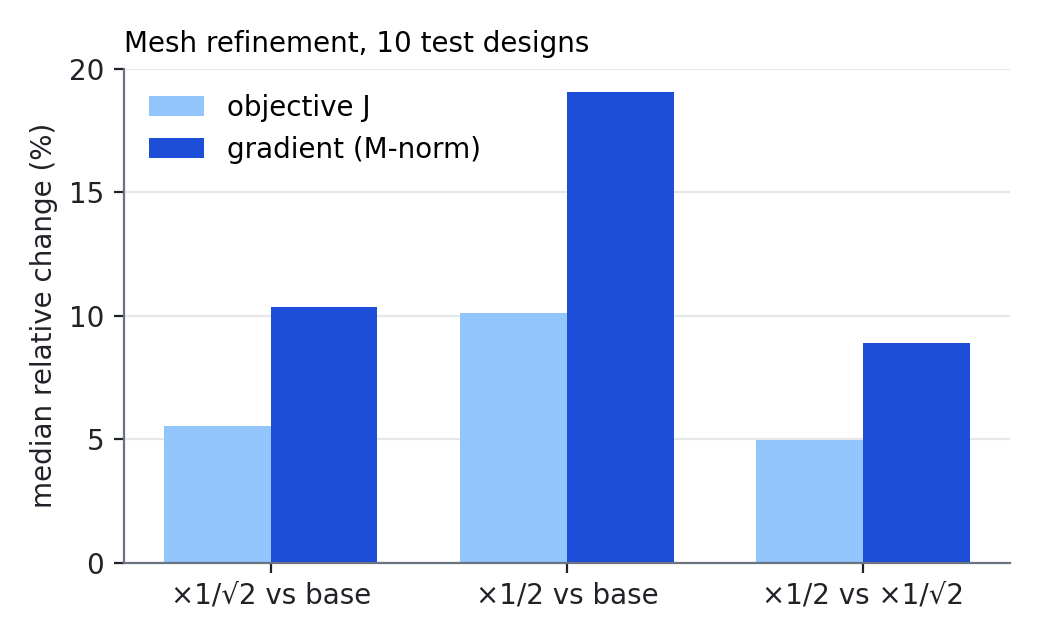 Mesh refinement, 10 test designs
objective J
gradient (M-norm)
median relative change (%)
20
15
10
5
0
×1/√2 vs base
×1/2 vs base
×1/2 vs ×1/√2